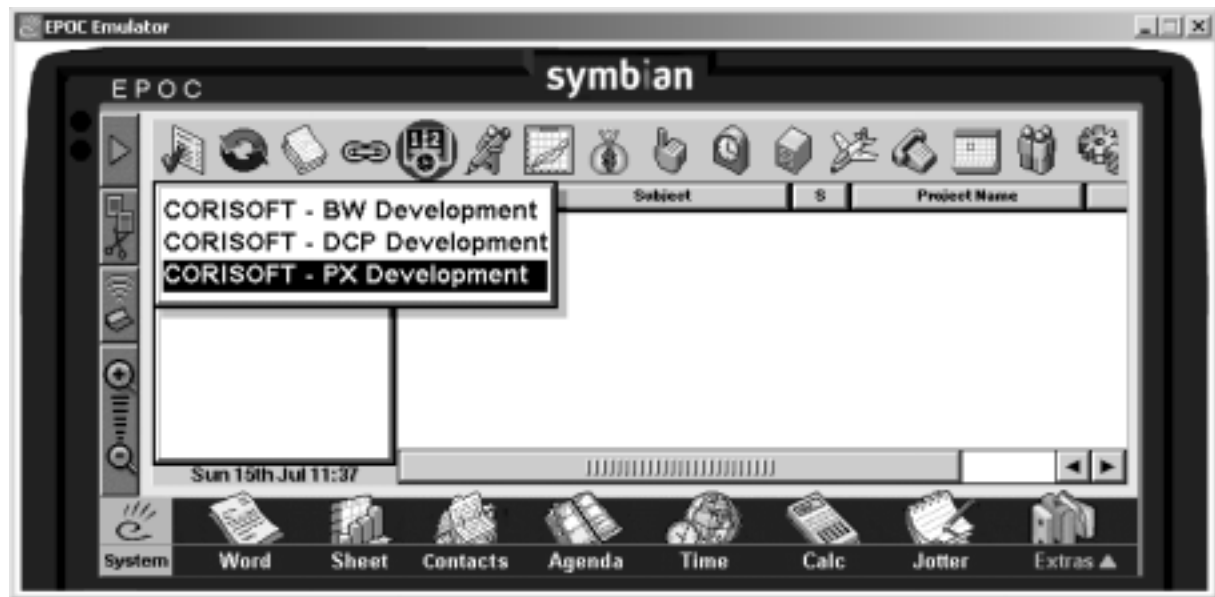 EPOC Emulator
symbian
EPOC
CORISOFT - BW Development
CORISOFT - DCP Development
CORISOFT - PX Development
Subject S Project Name
Sun 15th Jul 11:37
System Word Sheet Contacts Agenda Time Calc Jotter Extras